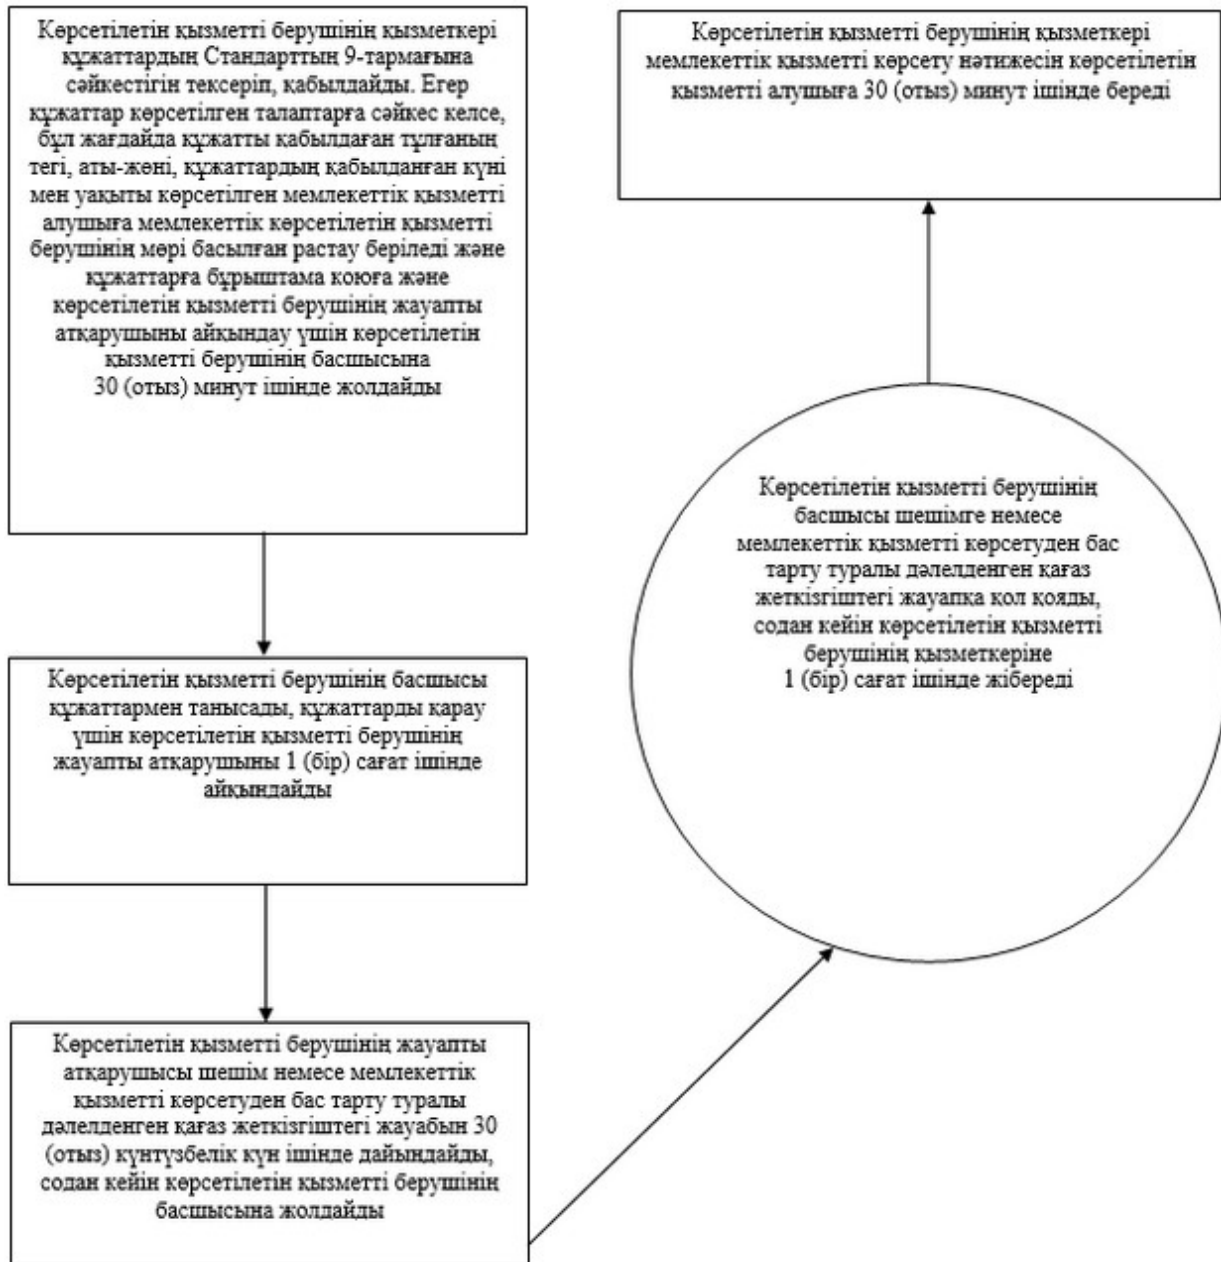 Көрсетілетін қызметті берушінің қызметкері
құжаттардың Стандарттың 9-тармағына
сәйкестігін тексеріп, қабылдайды. Егер
құжаттар көрсетілген талаптарға сәйкес келсе,
бұл жағдайда құжатты қабылдаған тұлғаның
тегі, аты-жөні, құжаттардың қабылданған күні
мен уақыты көрсетілген мемлекеттік қызметті
алушыға мемлекеттік көрсетілетін қызметті
берушінің мөрі басылған растау беріледі және
құжаттарға бұрыштама коюға және
көрсетілетін қызметті берушінің жауапты
атқарушыны айқындау үшін көрсетілетін
қызметті берушінің басшысына
30 (отыз) минут ішінде жолдайды
Көрсетілетін қызметті берушінің басшысы
құжаттармен танысады, құжаттарды қарау
үшін көрсетілетін қызметті берушінің
жауапты атқарушыны 1 (бір) сағат ішінде
айқындайды
Көрсетілетін қызметті берушінің жауапты
атқарушысы шешім немесе мемлекеттік
қызметті көрсетуден бас тарту туралы
дәлелденген қағаз жеткізгіштегі жауабын 30
(отыз) күнтүзбелік күн ішінде дайындайды,
содан кейін көрсетілетін қызметті берушінің
басшысына жолдайды
Көрсетілетін қызметті берушінің
басшысы шешімге немесе
мемлекеттік қызметті көрсетуден бас
тарту туралы дәлелденген қағаз
жеткізгіштегі жауапқа қол қояды,
содан кейін көрсетілетін қызметті
берушінің қызметкеріне
1 (бір) сағат ішінде жібереді
Көрсетілетін қызметті берушінің қызметкері
мемлекеттік қызметті көрсету нәтижесін көрсетілетін
қызметті алушыға 30 (отыз) минут ішінде береді